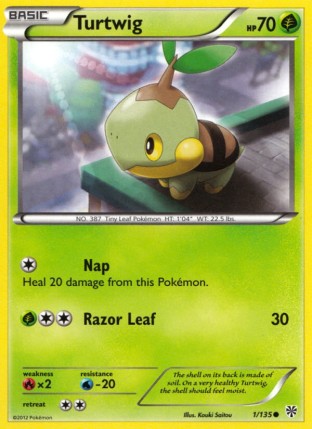 BASIC
Turtwig
HP70
NO. 387 Tiny Leaf Pokémon HT: 1'04" WT: 22.5 lbs.
Nap
Heal 20 damage from this Pokémon.
Razor Leaf 30
weakness
×2
resistance
-20
retreat
The shell on its back is made of
soil. On a very healthy Turtwig,
the shell should feel moist.
©2012 Pokémon
Illus. Kouki Saitou
1/135